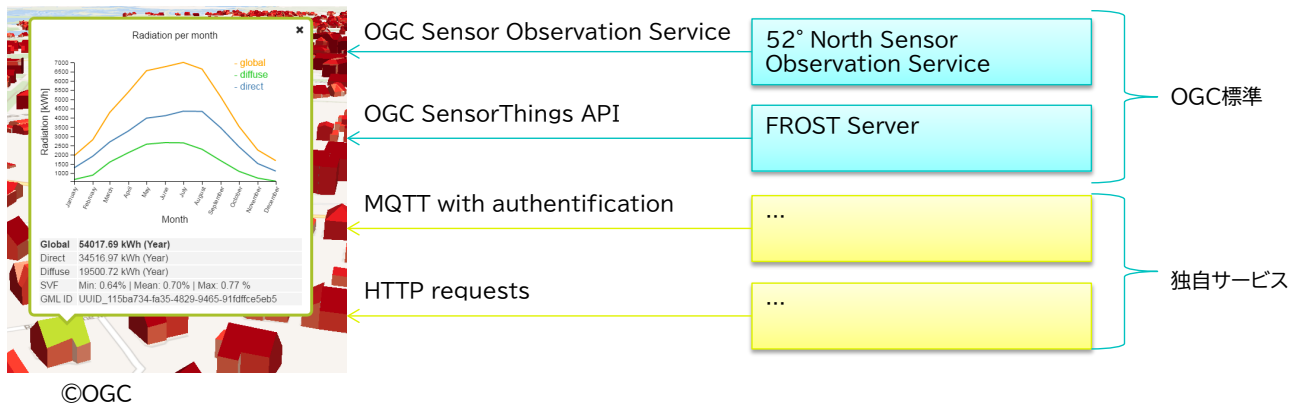 Radiation per month
×
- global
- diffuse
- direct
Radiation [kWh]
7000
6500
6000
5500
5000
4500
4000
3500
3000
2500
2000
1500
1000
January
February
March
April
May
June
July
August
September
October
November
December
Month
Global 54017.69 kWh (Year)
Direct 34516.97 kWh (Year)
Diffuse 19500.72 kWh (Year)
SVF Min: 0.64% | Mean: 0.70% | Max: 0.77 %
GML ID UUID_115ba734-fa35-4829-9465-91fdffce5eb5
©OGC
OGC Sensor Observation Service
OGC SensorThings API
MQTT with authentification
HTTP requests
52° North Sensor
Observation Service
FROST Server
...
...
OGC標準
独自サービス